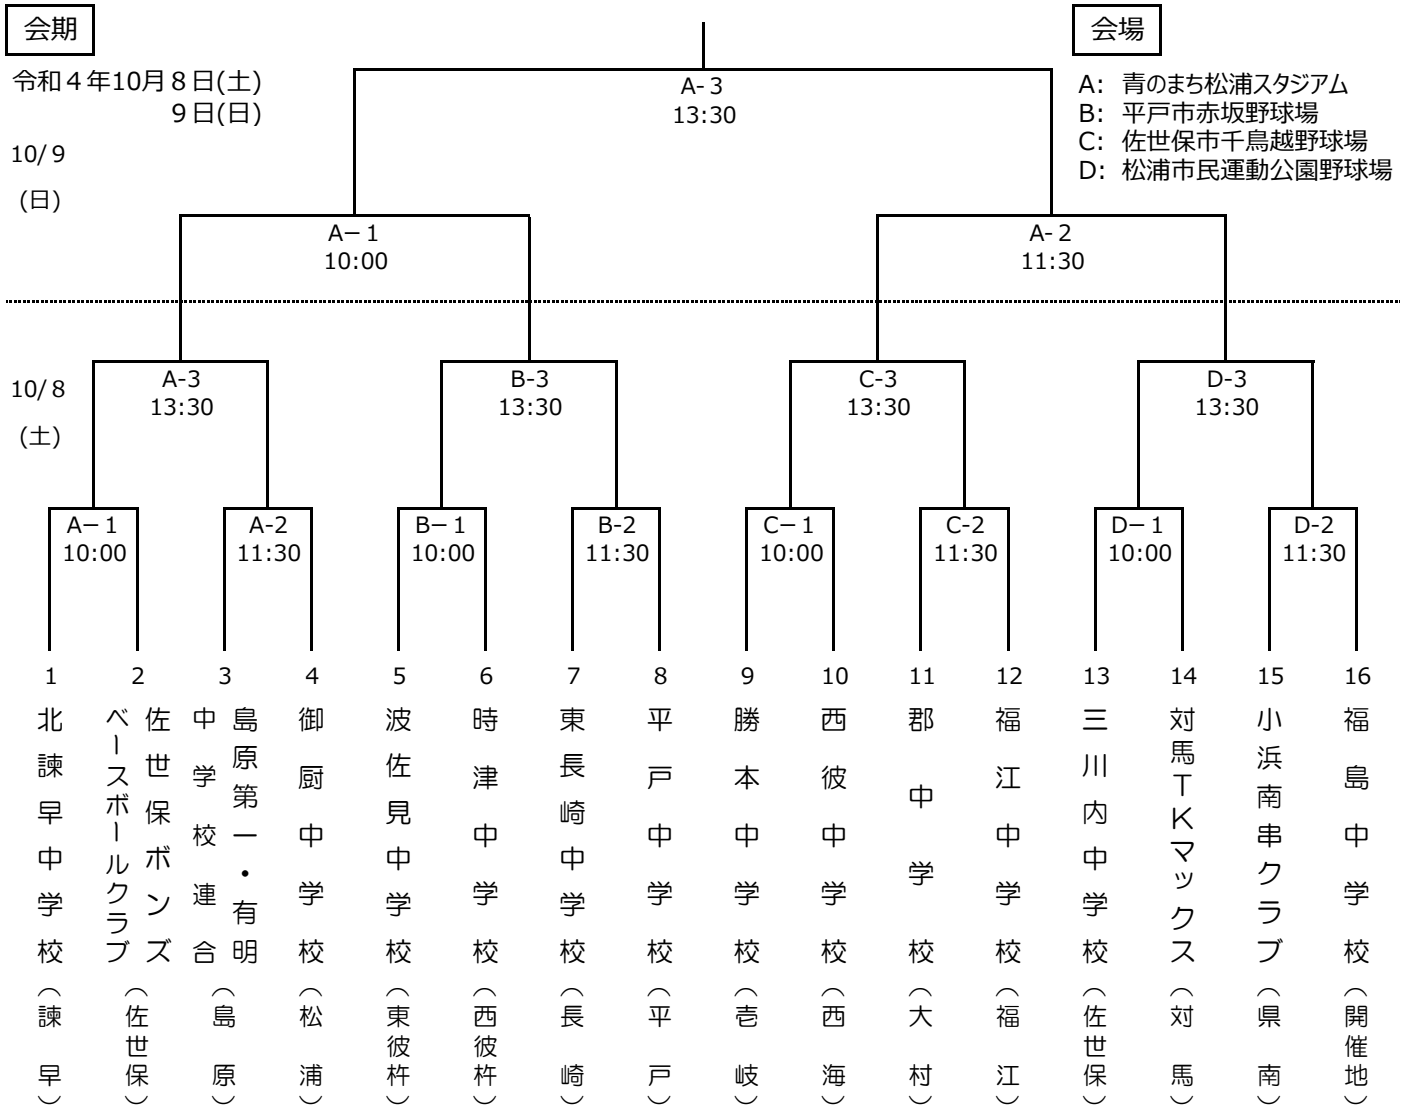 会期
会場
令和４年10月８日(土)
９日(日)
A: 青のまち松浦スタジアム
B: 平戸市赤坂野球場
C: 佐世保市千鳥越野球場
D: 松浦市民運動公園野球場
10/９
(日)
A-３
13:30
A－１
10:00
A-２
11:30
10/８
(土)
A-3
13:30
B-3
13:30
C-3
13:30
D-3
13:30
A－１
10:00
A-2
11:30
B－１
10:00
B-2
11:30
C－１
10:00
C-2
11:30
D－１
10:00
D-2
11:30
1
北諫早中学校
(諫早)
2
佐世保ボンズ
ベースボールクラブ
(佐世保)
3
島原第一・有明
中学校連合
(島原)
4
御厨中学校
(松浦)
5
波佐見中学校
(東彼杵)
6
時津中学校
(西彼杵)
7
東長崎中学校
(長崎)
8
平戸中学校
(平戸)
9
勝本中学校
(壱岐)
10
西彼中学校
(西海)
11
郡中学校
(大村)
12
福江中学校
(福江)
13
三川内中学校
(佐世保)
14
対馬TKマックス
(対馬)
15
小浜南串クラブ
(県南)
16
福島中学校
(開催地)